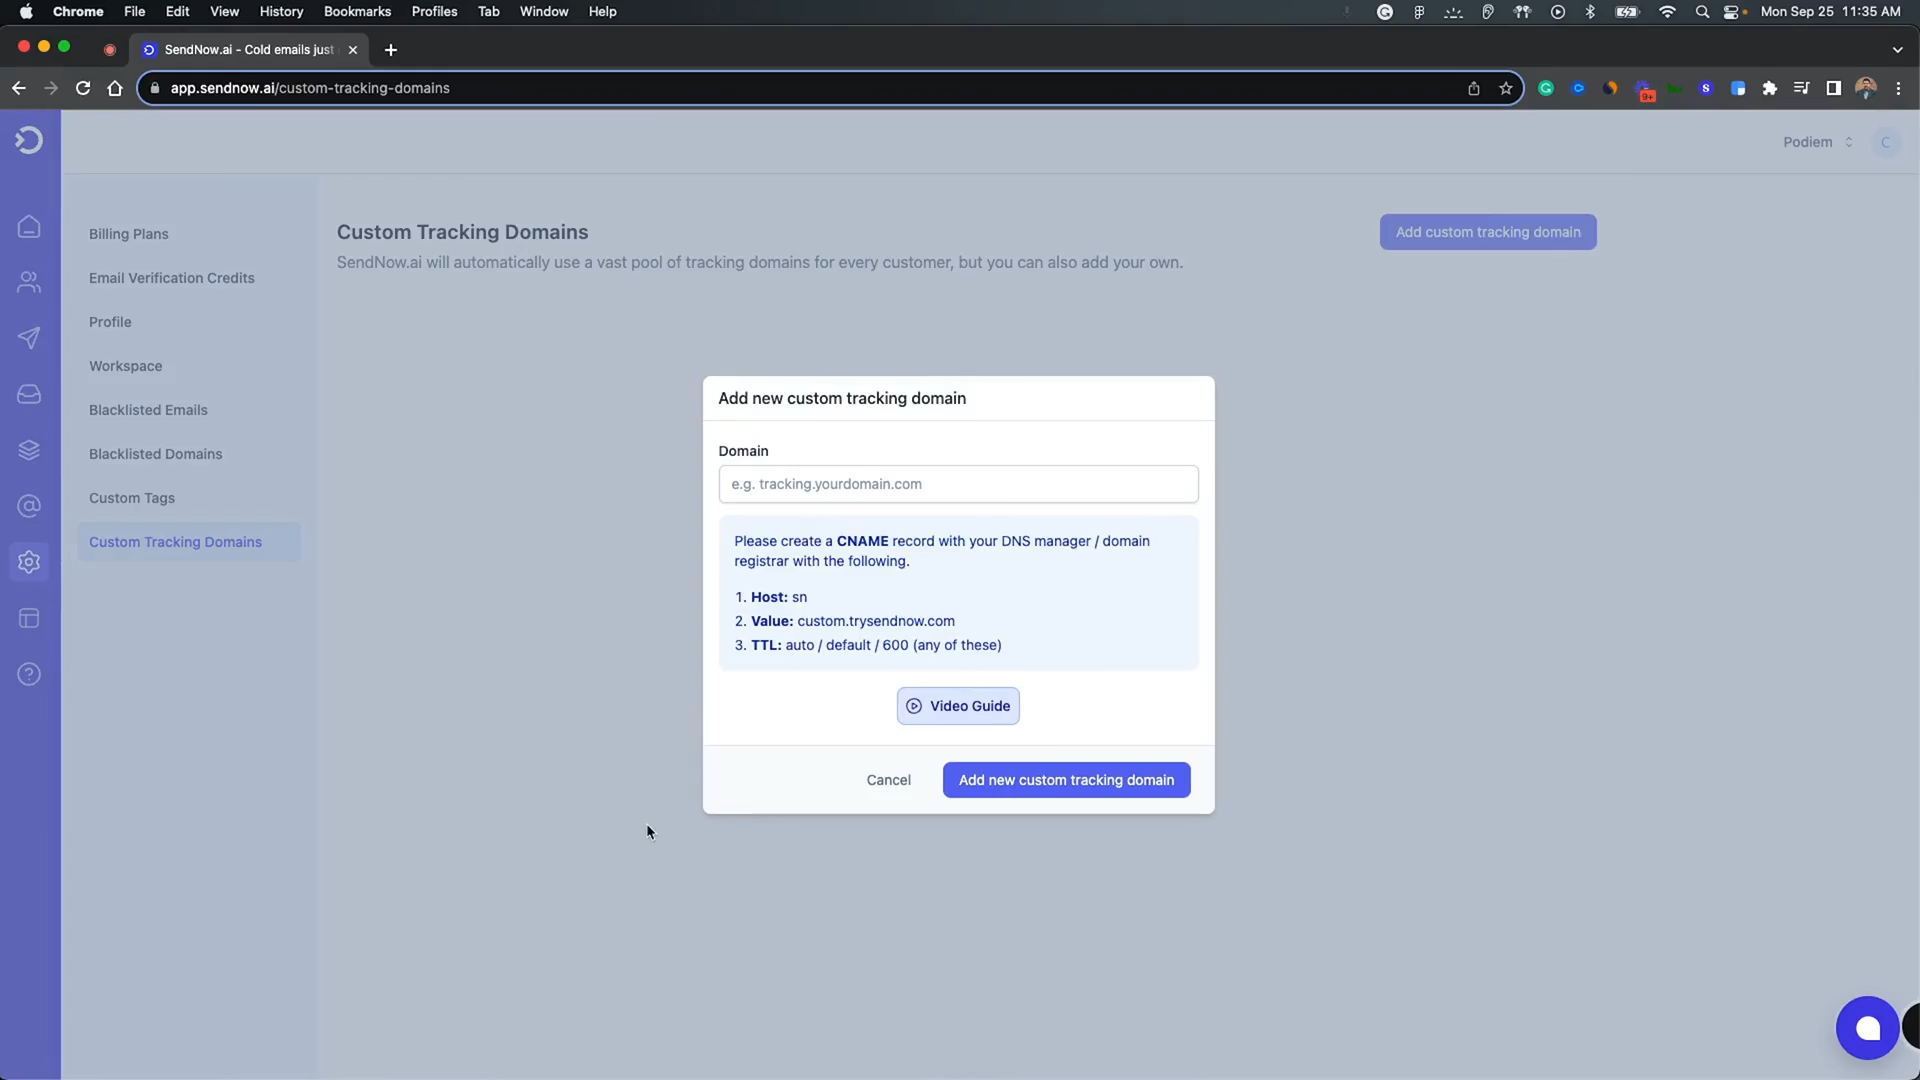 Chrome File Edit View History Bookmarks Profiles Tab Window Help Mon Sep 25 11:35 AM
SendNow.ai - Cold emails just
app.sendnow.ai/custom-tracking-domains
9+
S
Podiem
C
Billing Plans
Email Verification Credits
Profile
Workspace
Blacklisted Emails
Blacklisted Domains
Custom Tags
Custom Tracking Domains
Custom Tracking Domains
SendNow.ai will automatically use a vast pool of tracking domains for every customer, but you can also add your own.
Add custom tracking domain
Add new custom tracking domain
Domain
e.g. tracking.yourdomain.com
Please create a CNAME record with your DNS manager / domain
registrar with the following.
1. Host: sn
2. Value: custom.trysendnow.com
3. TTL: auto / default / 600 (any of these)
Video Guide
Cancel
Add new custom tracking domain